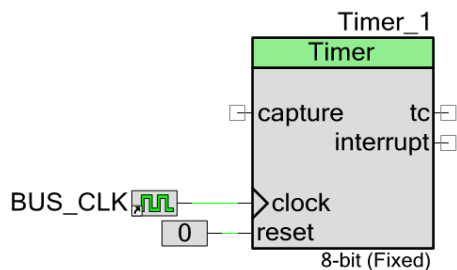 Timer_1
Timer
capture tc
interrupt
BUS_CLK clock
0 reset
8-bit (Fixed)